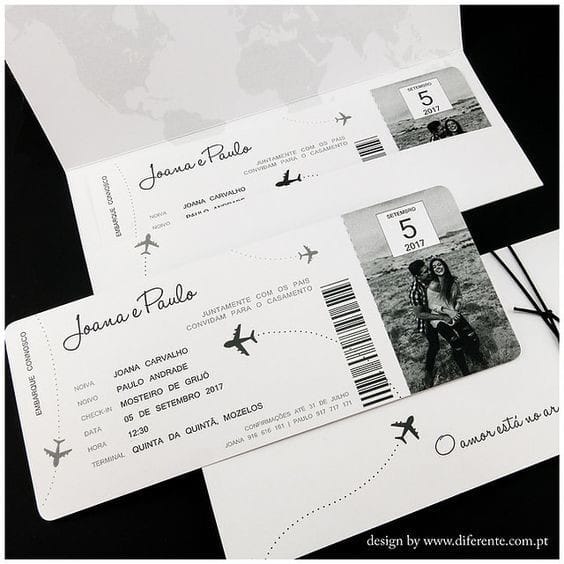 Joana e Paulo
EMBARQUE CONNOSCO
JUNTAMENTE COM OS PAIS
CONVIDAM PARA O CASAMENTO
NOIVA JOANA CARVALHO
NOIVO PAULO ANDRADE
SETEMBRO
5
2017
Joana e Paulo
EMBARQUE CONNOSCO
JUNTAMENTE COM OS PAIS
CONVIDAM PARA O CASAMENTO
NOIVA JOANA CARVALHO
NOIVO PAULO ANDRADE
CHECK-IN MOSTEIRO DE GRIJÓ
DATA 05 DE SETEMBRO 2017
HORA 12:30
TERMINAL QUINTA DA QUINTÃ, MOZELOS
CONFIRMAÇÕES ATÉ 31 DE JULHO
JOANA 916 616 161 | PAULO 917 717 171
SETEMBRO
5
2017
O amor está no ar
design by www.diferente.com.pt